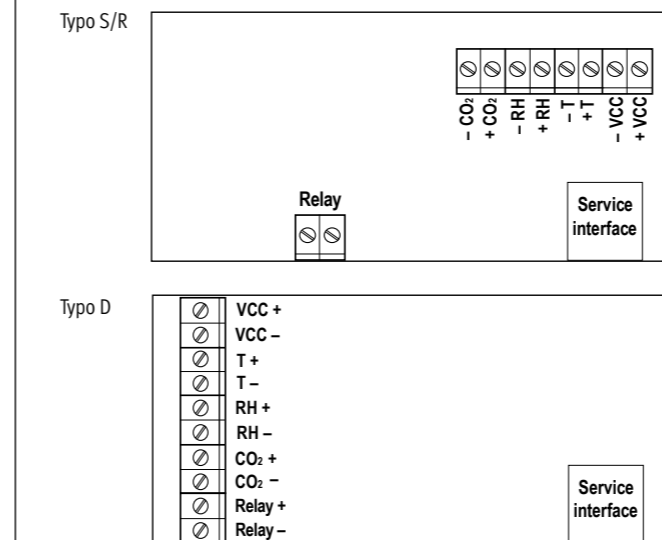 Typo S/R
– CO₂
+ CO₂
– RH
+ RH
– T
+ T
– VCC
+ VCC
Relay
Service
interface
Typo D
VCC +
VCC –
T +
T –
RH +
RH –
CO₂ +
CO₂ –
Relay +
Relay –
Service
interface